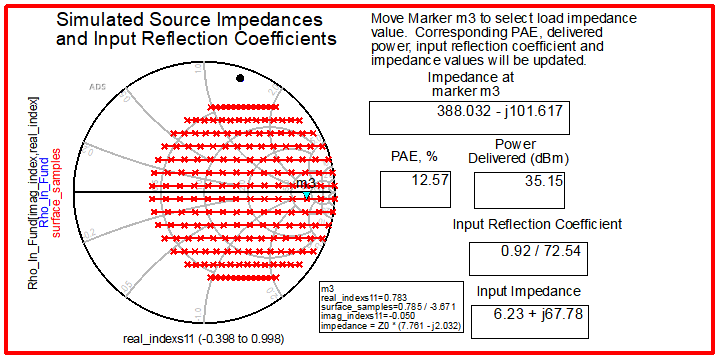 Simulated Source Impedances
and Input Reflection Coefficients
Move Marker m3 to select load impedance
value. Corresponding PAE, delivered
power, input reflection coefficient and
impedance values will be updated.
Impedance at
marker m3
388.032 - j101.617
PAE, %
12.57
Power
Delivered (dBm)
35.15
Input Reflection Coefficient
0.92 / 72.54
Input Impedance
6.23 + j67.78
Rho_In_Fund[imag_index,real_index]
Rho_In_Fund
surface_samples
ADS
m3
real_indexs11 (-0.398 to 0.998)
m3
real_indexs11=0.783
surface_samples=0.785 / -3.671
imag_indexs11=-0.050
impedance = Z0 * (7.761 - j2.032)